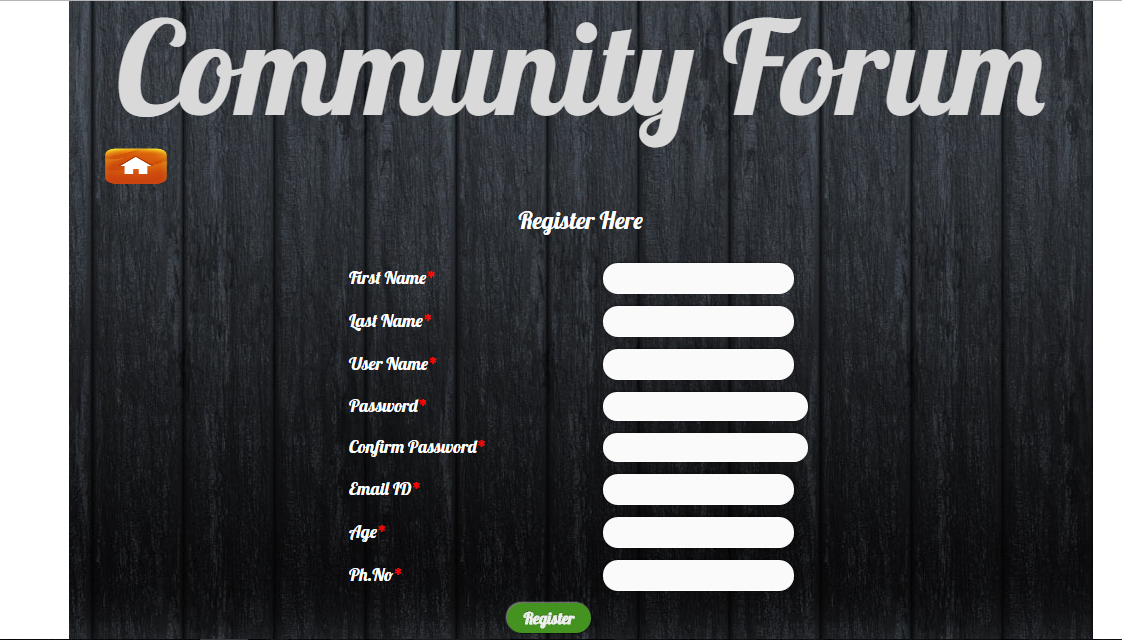 Community Forum
Register Here
First Name*
Last Name*
User Name*
Password*
Confirm Password*
Email ID*
Age*
Ph.No*
Register